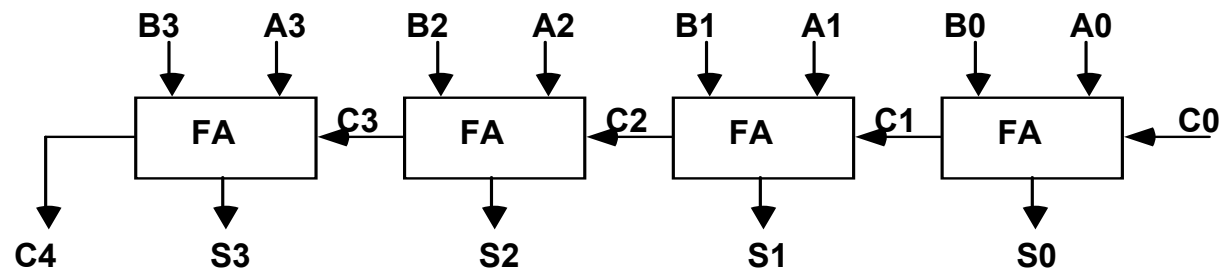 B3 A3 B2 A2 B1 A1 B0 A0
FA C3 FA C2 FA C1 FA C0
C4 S3 S2 S1 S0